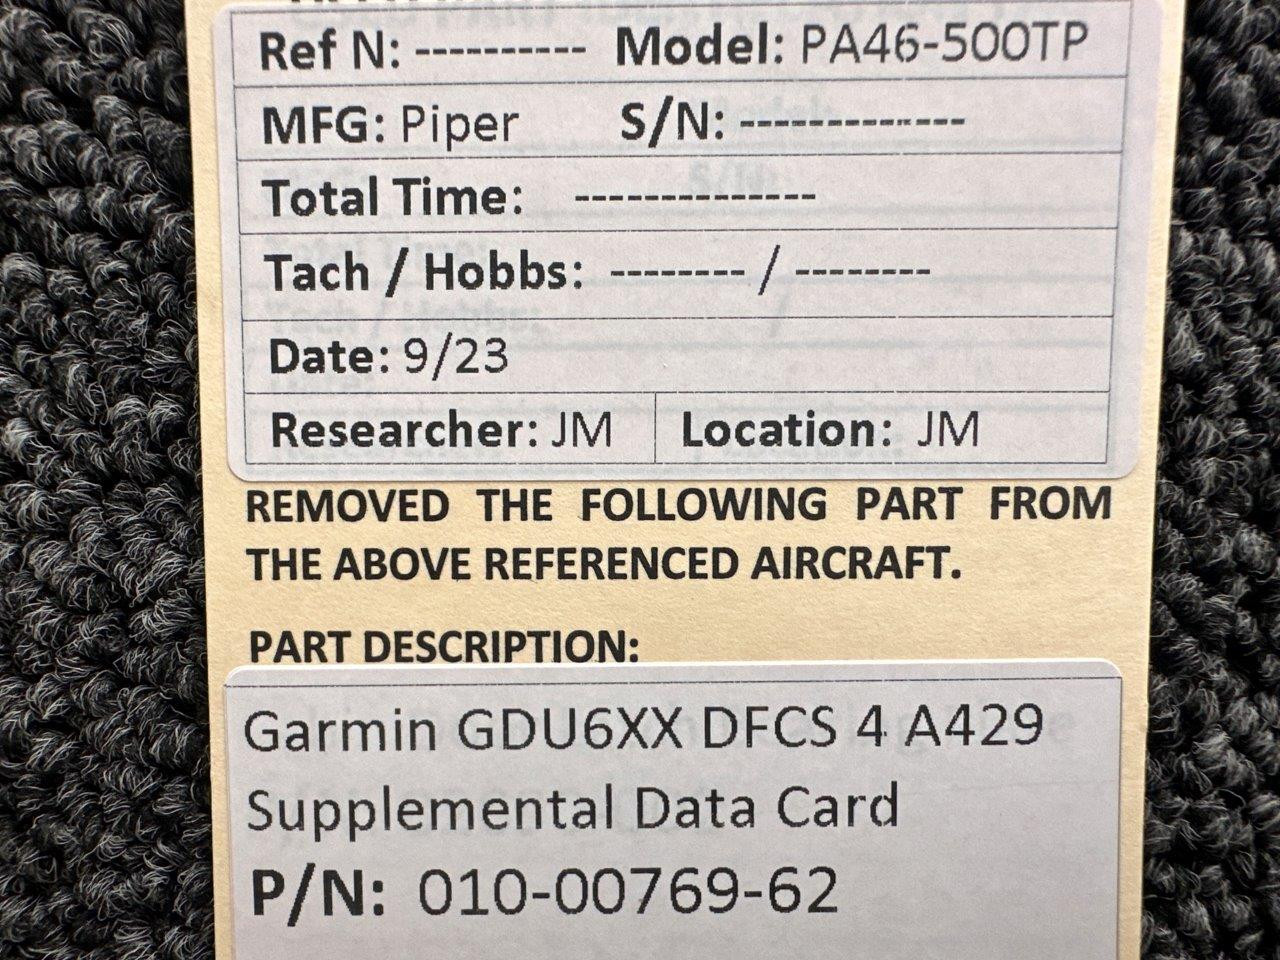 Ref N: ---------- Model: PA46-500TP
MFG: Piper S/N: -------------
Total Time: --------------
Tach / Hobbs: -------- / --------
Date: 9/23
Researcher: JM Location: JM
REMOVED THE FOLLOWING PART FROM
THE ABOVE REFERENCED AIRCRAFT.
PART DESCRIPTION:
Garmin GDU6XX DFCS 4 A429
Supplemental Data Card
P/N: 010-00769-62